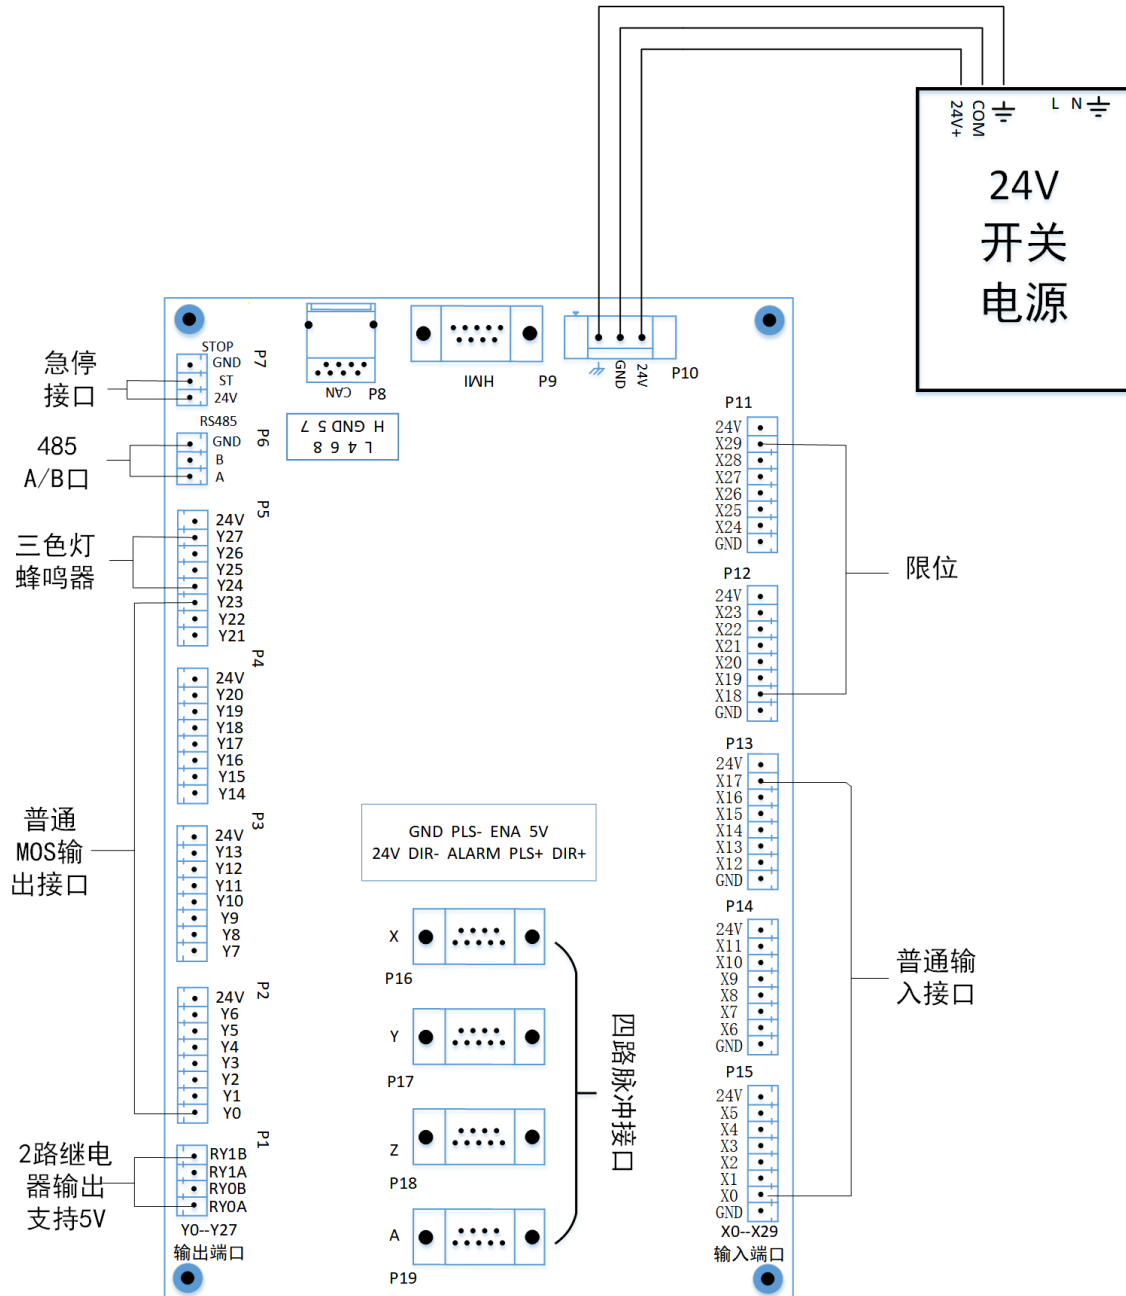 24V+
COM
L N
24V
开关
电源
急停
接口
STOP
GND
ST
24V
P7
CAN
P8
HMI
P9
GND
24V
P10
H GND 5 7
L 4 6 8
485
A/B口
RS485
GND
B
A
P6
三色灯
蜂鸣器
P5
24V
Y27
Y26
Y25
Y24
Y23
Y22
Y21
P4
24V
Y20
Y19
Y18
Y17
Y16
Y15
Y14
普通
MOS输
出接口
P3
24V
Y13
Y12
Y11
Y10
Y9
Y8
Y7
P2
24V
Y6
Y5
Y4
Y3
Y2
Y1
Y0
2路继电
器输出
支持5V
P1
RY1B
RY1A
RY0B
RY0A
Y0--Y27
输出端口
GND PLS- ENA 5V
24V DIR- ALARM PLS+ DIR+
X
P16
Y
P17
Z
P18
A
P19
四路脉冲接口
P11
24V
X29
X28
X27
X26
X25
X24
GND
限位
P12
24V
X23
X22
X21
X20
X19
X18
GND
P13
24V
X17
X16
X15
X14
X13
X12
GND
P14
24V
X11
X10
X9
X8
X7
X6
GND
普通输
入接口
P15
24V
X5
X4
X3
X2
X1
X0
GND
X0--X29
输入端口